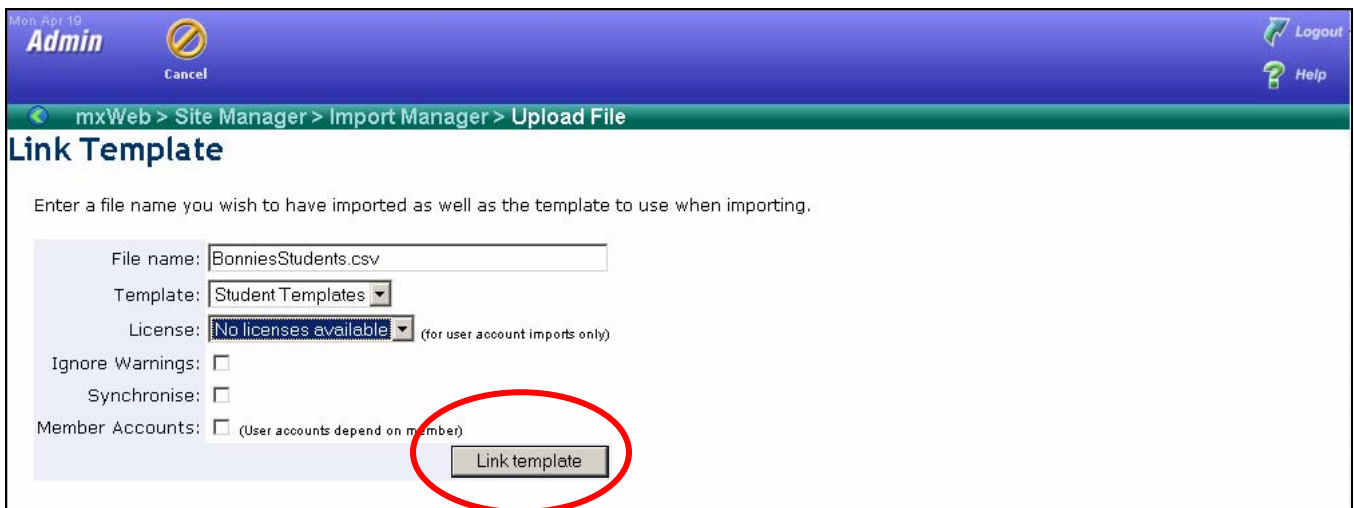 Mon Apr 19
Admin
Cancel
Logout
Help
mxWeb > Site Manager > Import Manager > Upload File
Link Template
Enter a file name you wish to have imported as well as the template to use when importing.
File name: BonniesStudents.csv
Template: Student Templates
License: No licenses available (for user account imports only)
Ignore Warnings:
Synchronise:
Member Accounts: (User accounts depend on member)
Link template